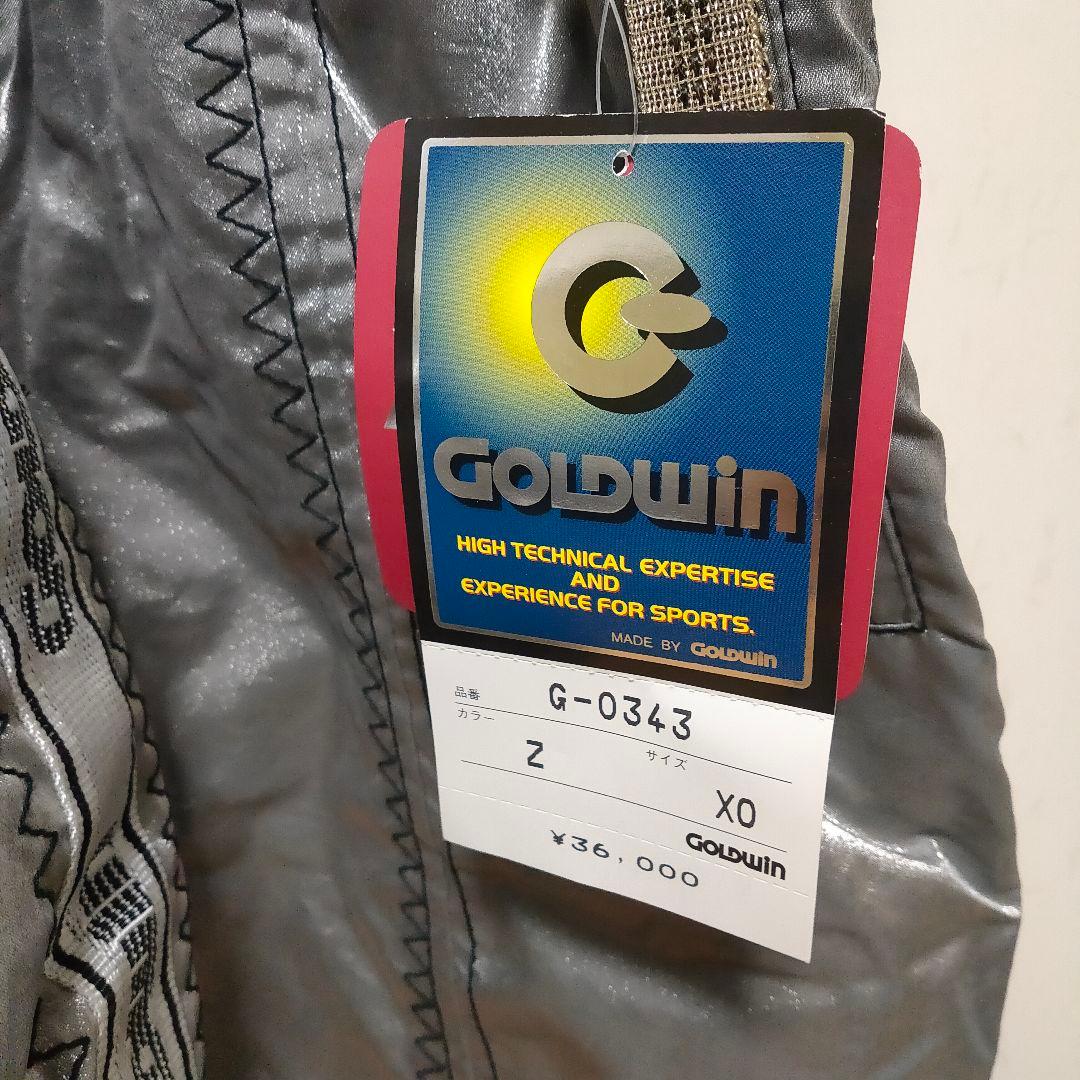 GOLDWIN
HIGH TECHNICAL EXPERTISE
AND
EXPERIENCE FOR SPORTS.
MADE BY GOLDWIN
品番 G-0343
カラー Z
サイズ XO
GOLDWIN
¥36,000